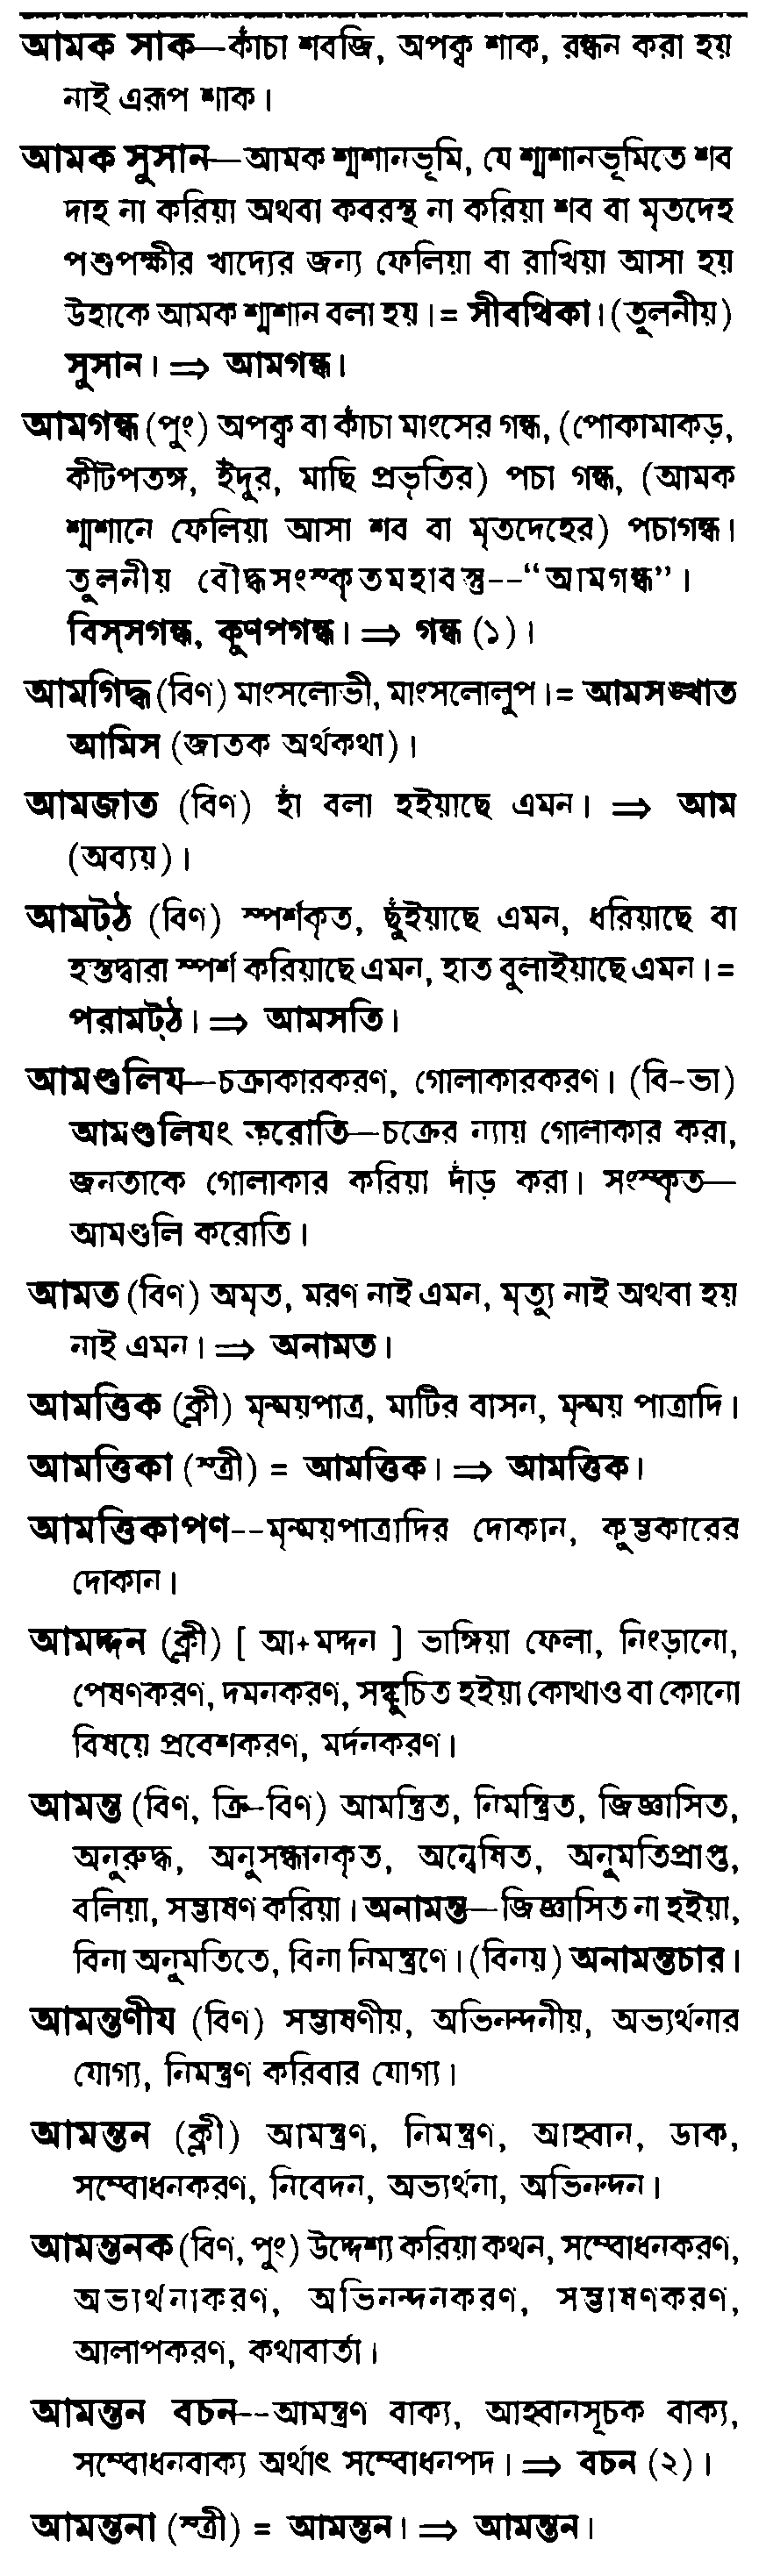 আমক সাক—কাঁচা শবজি, অপক্ব শাক, রন্ধন করা হয়
নাই এরূপ শাক।
আমক সুসান—আমক শ্মশানভূমি, যে শ্মশানভূমিতে শব
দাহ না করিয়া অথবা কবরস্থ না করিয়া শব বা মৃতদেহ
পশুপক্ষীর খাদ্যের জন্য ফেলিয়া বা রাখিয়া আসা হয়
উহাকে আমক শ্মশান বলা হয়।= সীবথিকা। (তুলনীয়)
সুসান। ⇒ আমগন্ধ।
আমগন্ধ (পুং) অপক্ব বা কাঁচা মাংসের গন্ধ, (পোকামাকড়,
কীটপতঙ্গ, ইঁদুর, মাছি প্রভৃতির) পচা গন্ধ, (আমক
শ্মশানে ফেলিয়া আসা শব বা মৃতদেহের) পচাগন্ধ।
তুলনীয় বৌদ্ধসংস্কৃতমহাবস্তু--“আমগন্ধ”।
বিস্‌সগন্ধ, কুণপগন্ধ। ⇒ গন্ধ (১)।
আমগিদ্ধ (বিণ) মাংসলোভী, মাংসলোলুপ।= আমসঙ্খাত
আমিস (জাতক অর্থকথা)।
আমজাত (বিণ) হাঁ বলা হইয়াছে এমন। ⇒ আম
(অব্যয়)।
আমট্‌ঠ (বিণ) স্পর্শকৃত, ছুঁইয়াছে এমন, ধরিয়াছে বা
হস্তদ্বারা স্পর্শ করিয়াছে এমন, হাত বুলাইয়াছে এমন।=
পরামট্‌ঠ। ⇒ আমসতি।
আমণ্ডলিয—চক্রাকারকরণ, গোলাকারকরণ। (বি-ভা)
আমণ্ডলিযং করোতি—চক্রের ন্যায় গোলাকার করা,
জনতাকে গোলাকার করিয়া দাঁড় করা। সংস্কৃত—
আমণ্ডলি করোতি।
আমত (বিণ) অমৃত, মরণ নাই এমন, মৃত্যু নাই অথবা হয়
নাই এমন। ⇒ অনামত।
আমত্তিক (ক্লী) মৃন্ময়পাত্র, মাটির বাসন, মৃন্ময় পাত্রাদি।
আমত্তিকা (স্ত্রী) = আমত্তিক। ⇒ আমত্তিক।
আমত্তিকাপণ--মৃন্ময়পাত্রাদির দোকান, কুম্ভকারের
দোকান।
আমদ্দন (ক্লী) [ আ+মদ্দন ] ভাঙ্গিয়া ফেলা, নিংড়ানো,
পেষণকরণ, দমনকরণ, সঙ্কুচিত হইয়া কোথাও বা কোনো
বিষয়ে প্রবেশকরণ, মর্দনকরণ।
আমন্ত (বিণ, ক্রি-বিণ) আমন্ত্রিত, নিমন্ত্রিত, জিজ্ঞাসিত,
অনুরুদ্ধ, অনুসন্ধানকৃত, অন্বেষিত, অনুমতিপ্রাপ্ত,
বলিয়া, সম্ভাষণ করিয়া। অনামন্ত—জিজ্ঞাসিত না হইয়া,
বিনা অনুমতিতে, বিনা নিমন্ত্রণে। (বিনয়) অনামন্তচার।
আমন্তণীয (বিণ) সম্ভাষণীয়, অভিনন্দনীয়, অভ্যর্থনার
যোগ্য, নিমন্ত্রণ করিবার যোগ্য।
আমন্তন (ক্লী) আমন্ত্রণ, নিমন্ত্রণ, আহ্বান, ডাক,
সম্বোধনকরণ, নিবেদন, অভ্যর্থনা, অভিনন্দন।
আমন্তনক (বিণ, পুং) উদ্দেশ্য করিয়া কথন, সম্বোধনকরণ,
অভ্যর্থনাকরণ, অভিনন্দনকরণ, সম্ভাষণকরণ,
আলাপকরণ, কথাবার্তা।
আমন্তন বচন--আমন্ত্রণ বাক্য, আহ্বানসূচক বাক্য,
সম্বোধনবাক্য অর্থাৎ সম্বোধনপদ। ⇒ বচন (২)।
আমন্তনা (স্ত্রী) = আমন্তন। ⇒ আমন্তন।